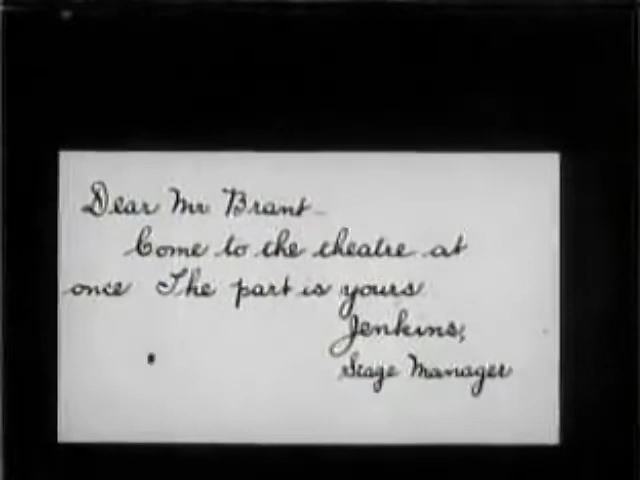 Dear Mr Brant-
Come to the theatre at
once The part is yours
Jenkins,
Stage Manager